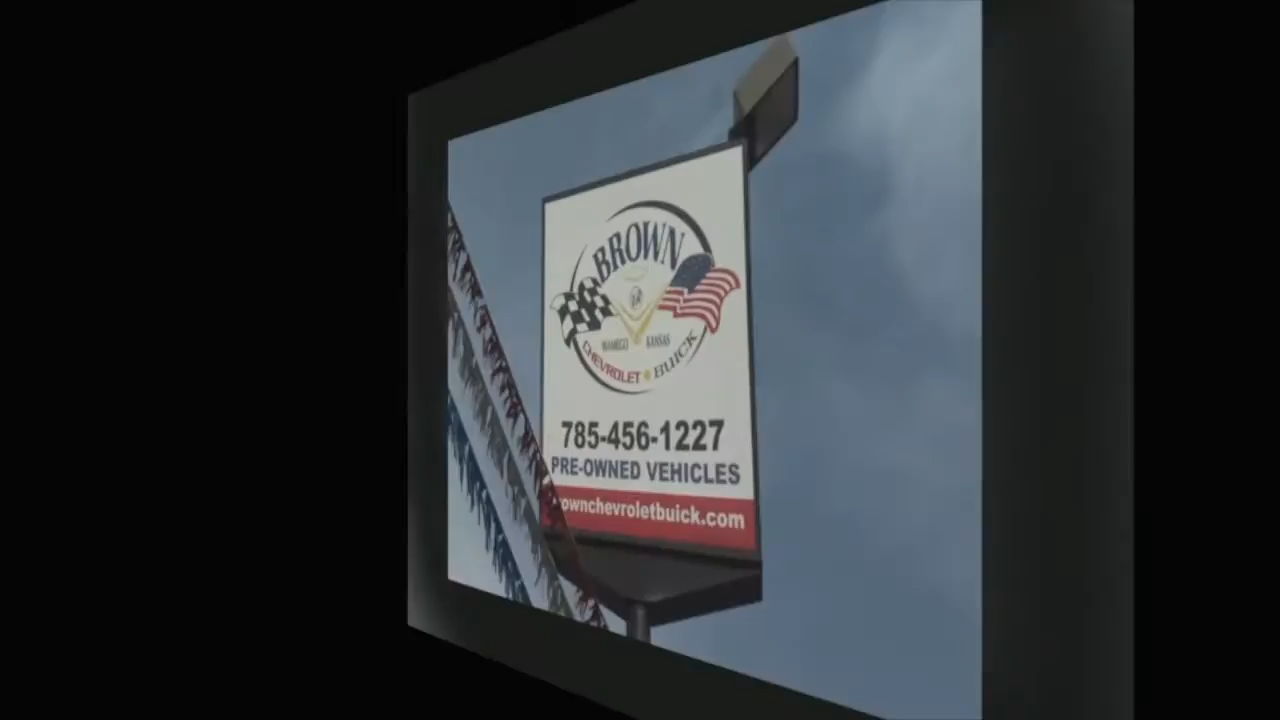 BROWN
WAMEGO KANSAS
CHEVROLET BUICK
785-456-1227
PRE-OWNED VEHICLES
ownchevroletbuick.com